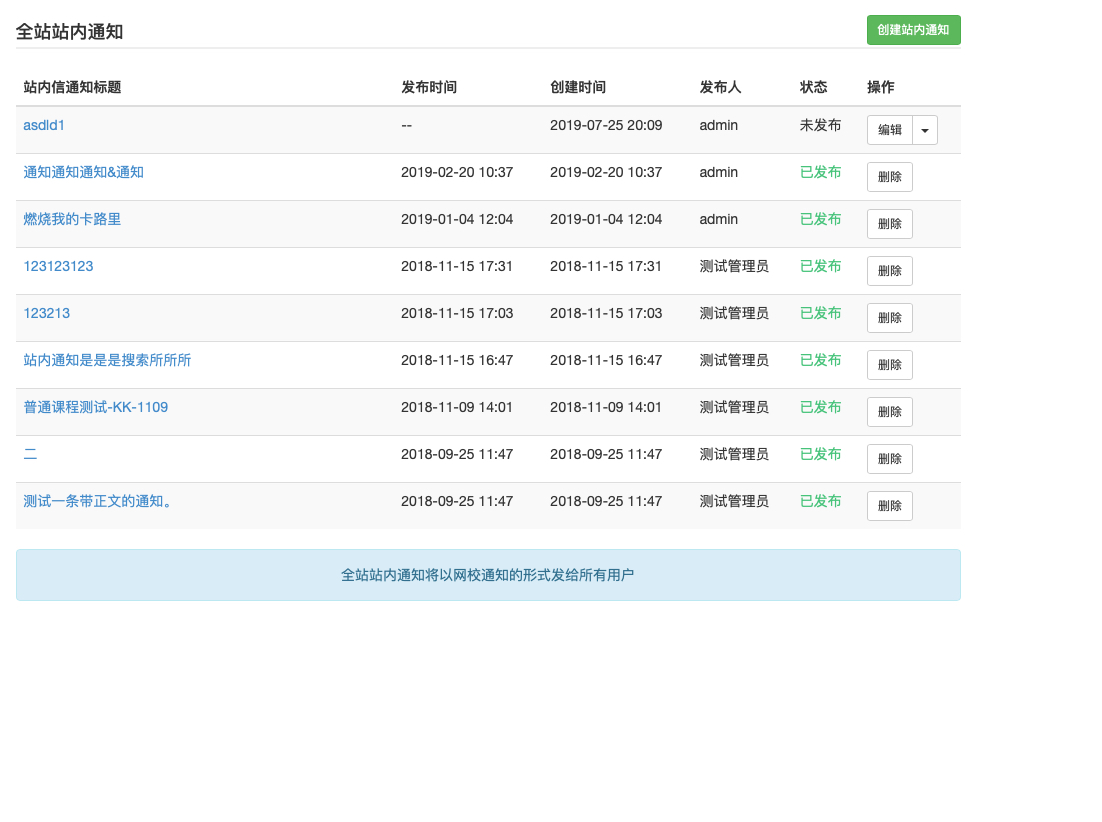 全站站内通知 创建站内通知
站内信通知标题 发布时间 创建时间 发布人 状态 操作
asdld1 -- 2019-07-25 20:09 admin 未发布 编辑
通知通知通知&通知 2019-02-20 10:37 2019-02-20 10:37 admin 已发布 删除
燃烧我的卡路里 2019-01-04 12:04 2019-01-04 12:04 admin 已发布 删除
123123123 2018-11-15 17:31 2018-11-15 17:31 测试管理员 已发布 删除
123213 2018-11-15 17:03 2018-11-15 17:03 测试管理员 已发布 删除
站内通知是是是搜索所所所 2018-11-15 16:47 2018-11-15 16:47 测试管理员 已发布 删除
普通课程测试-KK-1109 2018-11-09 14:01 2018-11-09 14:01 测试管理员 已发布 删除
二 2018-09-25 11:47 2018-09-25 11:47 测试管理员 已发布 删除
测试一条带正文的通知。 2018-09-25 11:47 2018-09-25 11:47 测试管理员 已发布 删除
全站站内通知将以网校通知的形式发给所有用户